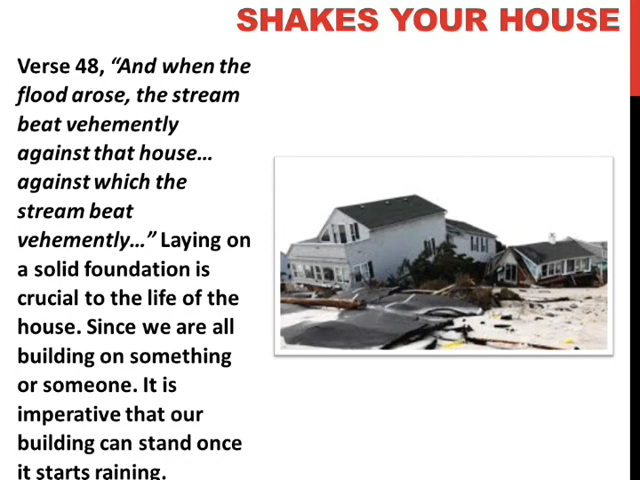 SHAKES YOUR HOUSE
Verse 48, “And when the
flood arose, the stream
beat vehemently
against that house…
against which the
stream beat
vehemently…” Laying on
a solid foundation is
crucial to the life of the
house. Since we are all
building on something
or someone. It is
imperative that our
building can stand once
it starts raining.